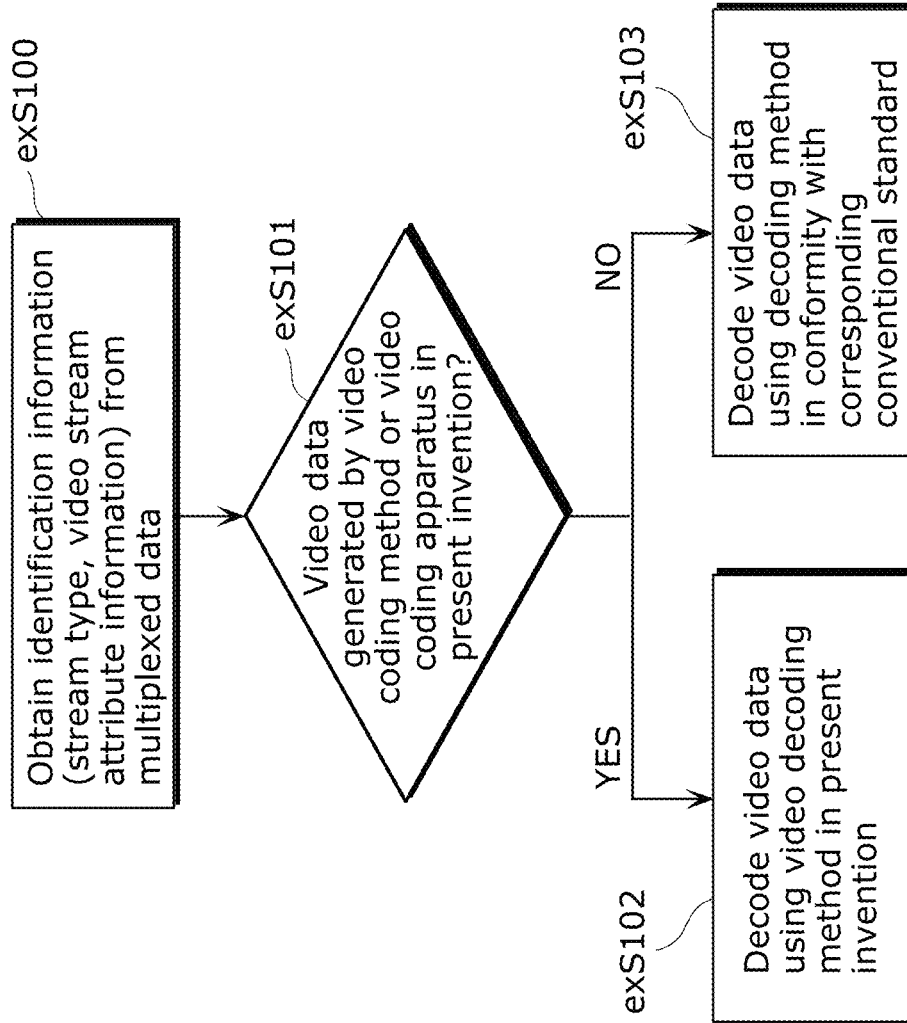 exS100
Obtain identification information
(stream type, video stream
attribute information) from
multiplexed data
exS101
Video data
generated by video
coding method or video
coding apparatus in
present invention?
YES
NO
exS102
Decode video data
using video decoding
method in present
invention
exS103
Decode video data
using decoding method
in conformity with
corresponding
conventional standard